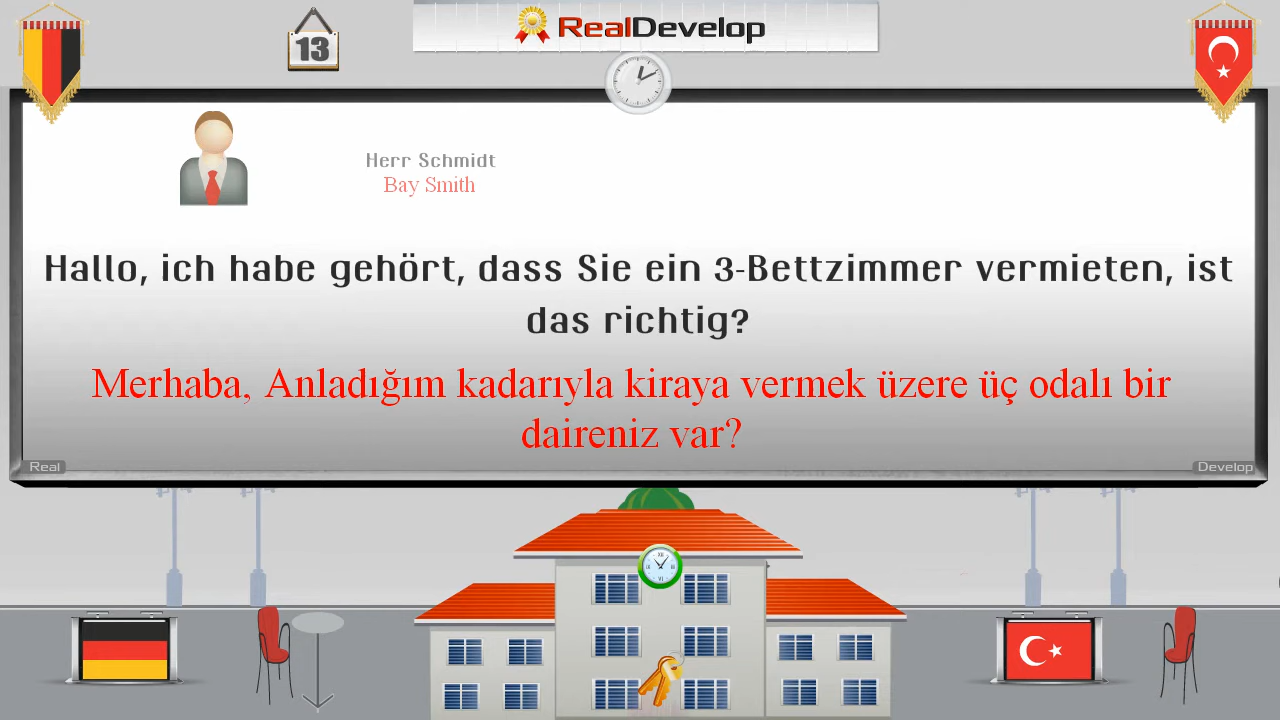 RealDevelop
13
Herr Schmidt
Bay Smith
Hallo, ich habe gehört, dass Sie ein 3-Bettzimmer vermieten, ist
das richtig?
Merhaba, Anladığım kadarıyla kiraya vermek üzere üç odalı bir
daireniz var?
Real
Develop